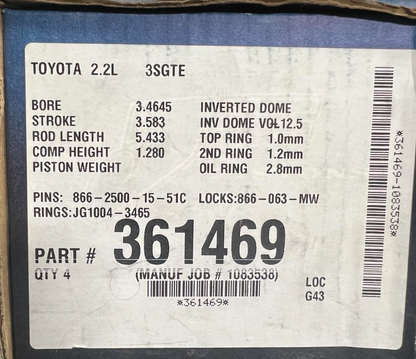 TOYOTA 2.2L 3SGTE
BORE 3.4645 INVERTED DOME
STROKE 3.583 INV DOME VOL12.5
ROD LENGTH 5.433 TOP RING 1.0mm
COMP HEIGHT 1.280 2ND RING 1.2mm
PISTON WEIGHT OIL RING 2.8mm
PINS: 866-2500-15-51C LOCKS:866-063-MW
RINGS:JG1004-3465
PART # 361469
QTY 4 (MANUF JOB # 1083538)
*361469*
LOC
G43
*361469-1083538*